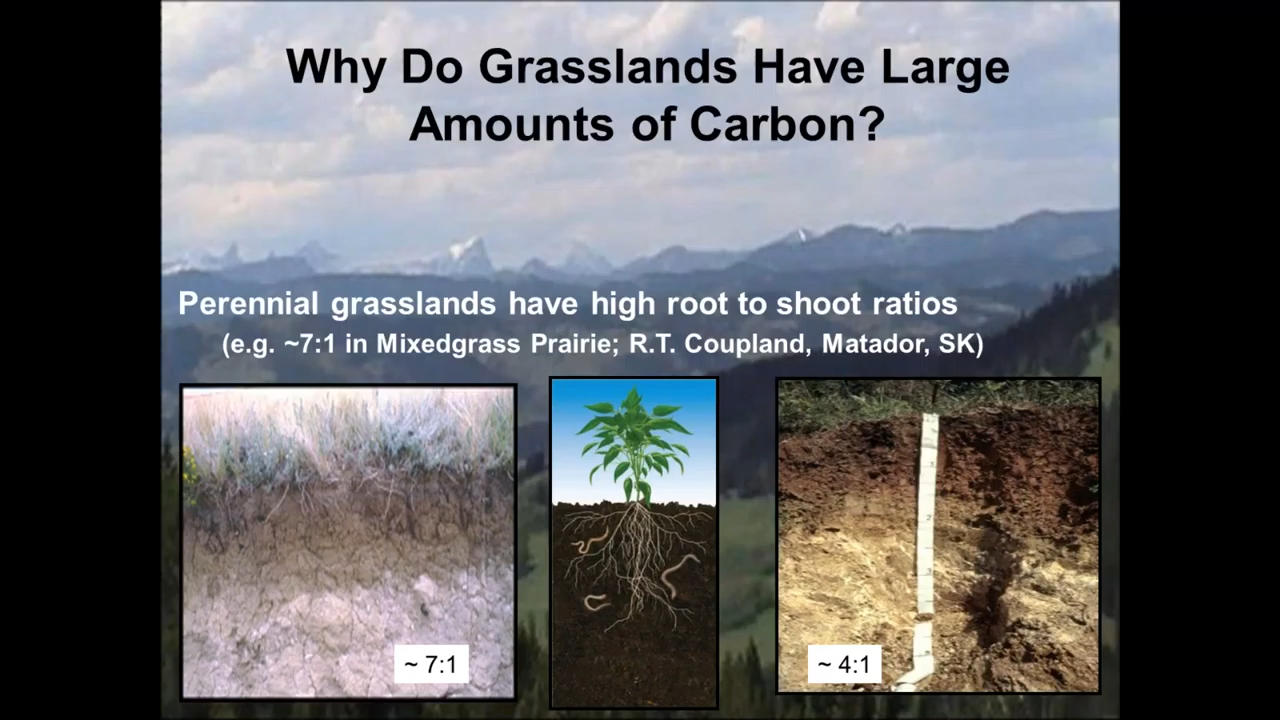 Why Do Grasslands Have Large
Amounts of Carbon?
Perennial grasslands have high root to shoot ratios
(e.g. ~7:1 in Mixedgrass Prairie; R.T. Coupland, Matador, SK)
~ 7:1
~ 4:1